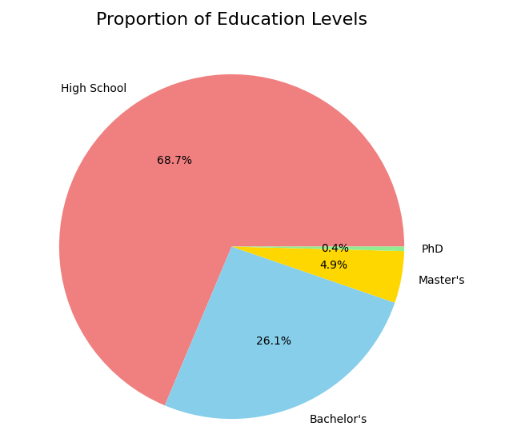 Proportion of Education Levels
High School
68.7%
0.4%
PhD
4.9%
Master's
26.1%
Bachelor's